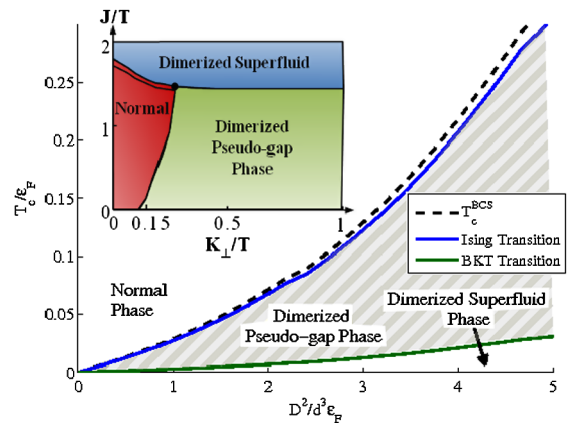 J/T
2
1
0
Dimerized Superfluid
Normal
Dimerized
Pseudo-gap
Phase
0 0.15 0.5 1
K⊥/T
T_c/ε_F
0.25
0.2
0.15
0.1
0.05
0
T_c^BCS
Ising Transition
BKT Transition
Normal
Phase
Dimerized
Pseudo-gap Phase
Dimerized Superfluid
Phase
0 1 2 3 4 5
D²/d³ε_F